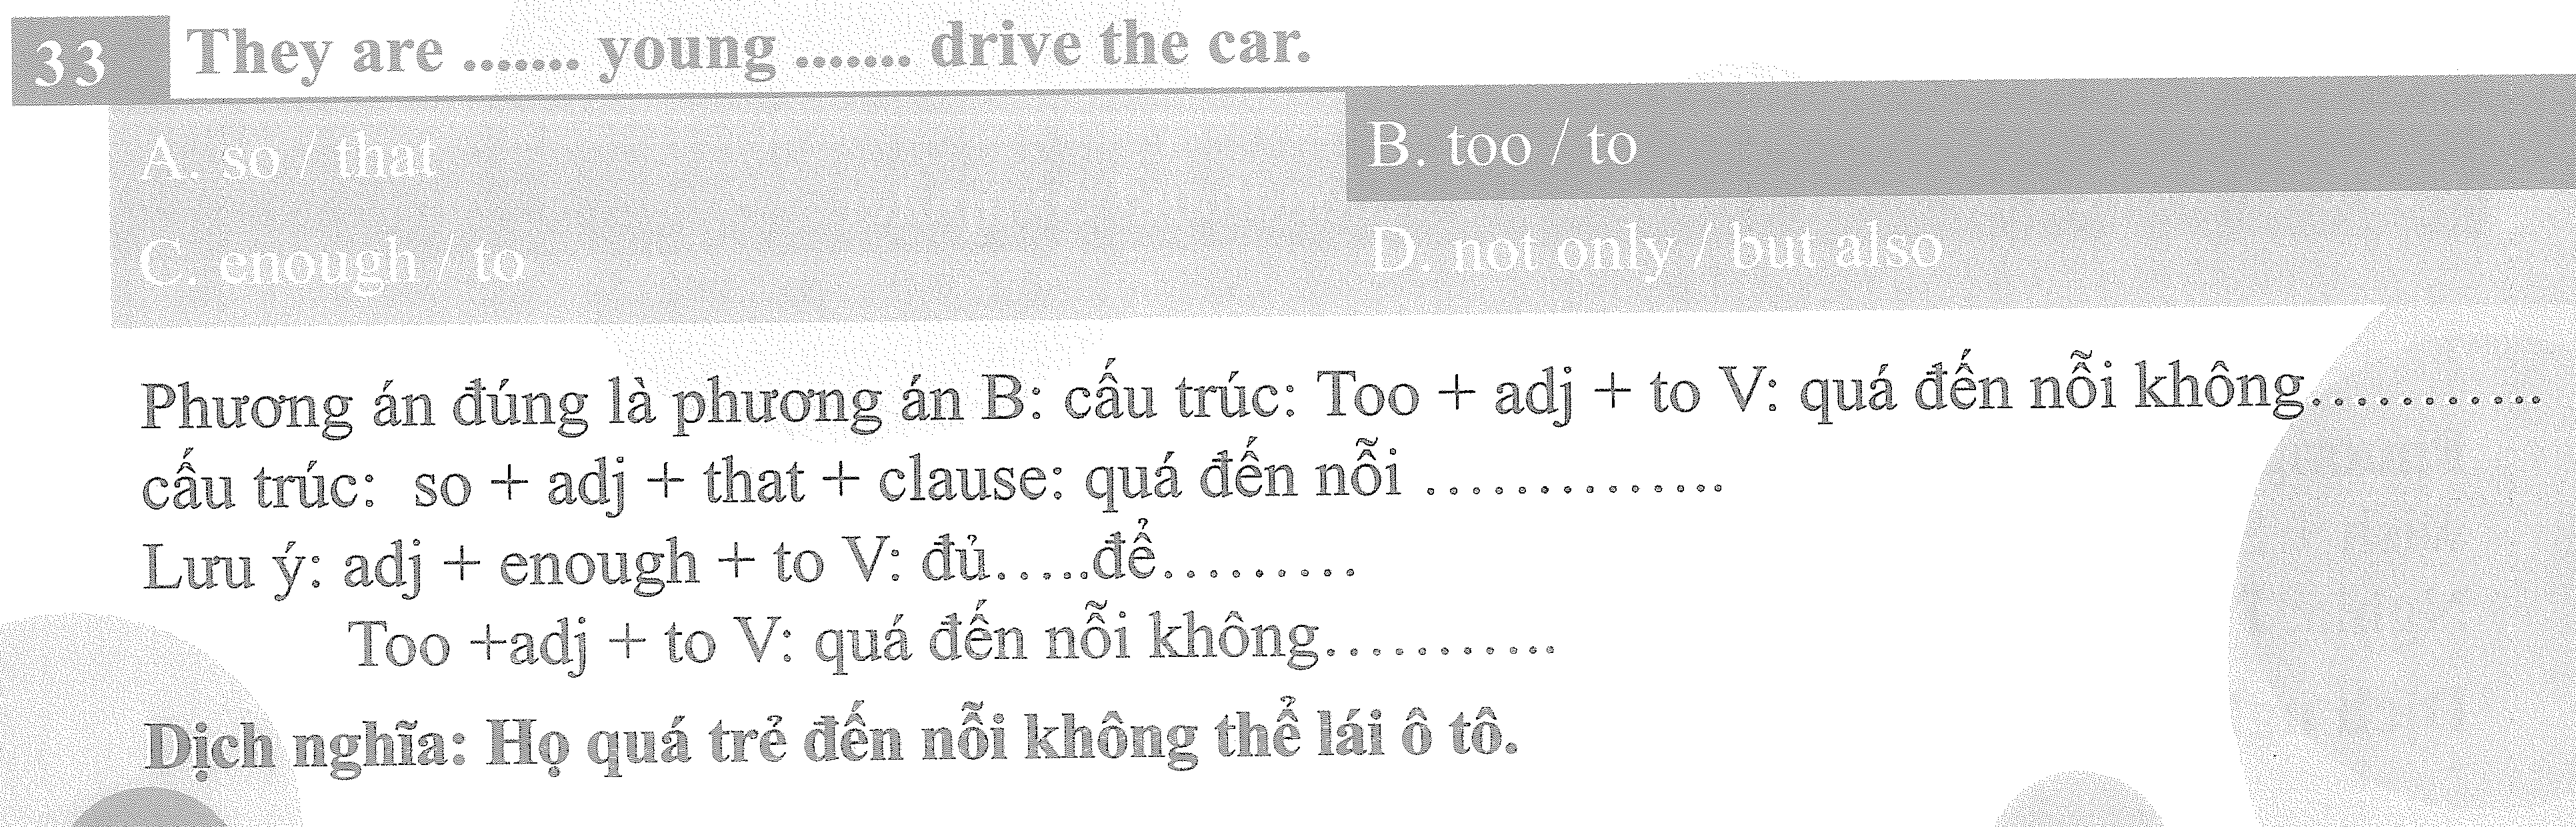 33 They are ....... young ....... drive the car.
A. so / that
B. too / to
C. enough / to
D. not only / but also
Phương án đúng là phương án B: cấu trúc: Too + adj + to V: quá đến nỗi không...........
cấu trúc: so + adj + that + clause: quá đến nỗi ..............
Lưu ý: adj + enough + to V: đủ.....để.........
Too +adj + to V: quá đến nỗi không...........
Dịch nghĩa: Họ quá trẻ đến nỗi không thể lái ô tô.